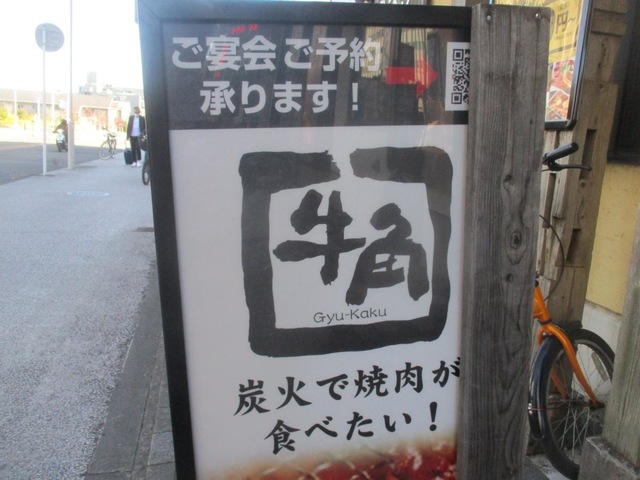 ご宴会ご予約
承ります！
牛角
Gyu-Kaku
炭火で焼肉が
食べたい！